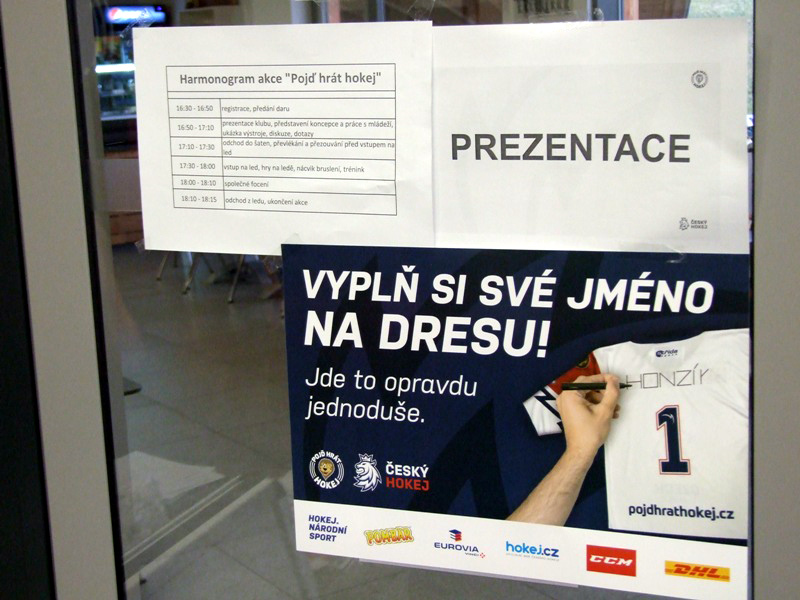 Harmonogram akce "Pojď hrát hokej"
16:30 - 16:50 registrace, předání daru
16:50 - 17:10 prezentace klubu, představení koncepce a práce s mládeží,
ukázka výstroje, diskuze, dotazy
17:10 - 17:30 odchod do šaten, převlékání a přezouvání před vstupem na
led
17:30 - 18:00 vstup na led, hry na ledě, nácvik bruslení, trénink
18:00 - 18:10 společné focení
18:10 - 18:15 odchod z ledu, ukončení akce
PREZENTACE
ČESKÝ
HOKEJ
VYPLŇ SI SVÉ JMÉNO
NA DRESU!
Jde to opravdu
jednoduše.
HONZÍK
1
pojdhrathokej.cz
POJĎ HRÁT
HOKEJ
ČESKÝ
HOKEJ
HOKEJ.
NÁRODNÍ
SPORT
EUROVIA
hokej.cz
CCM
DHL
pepsi